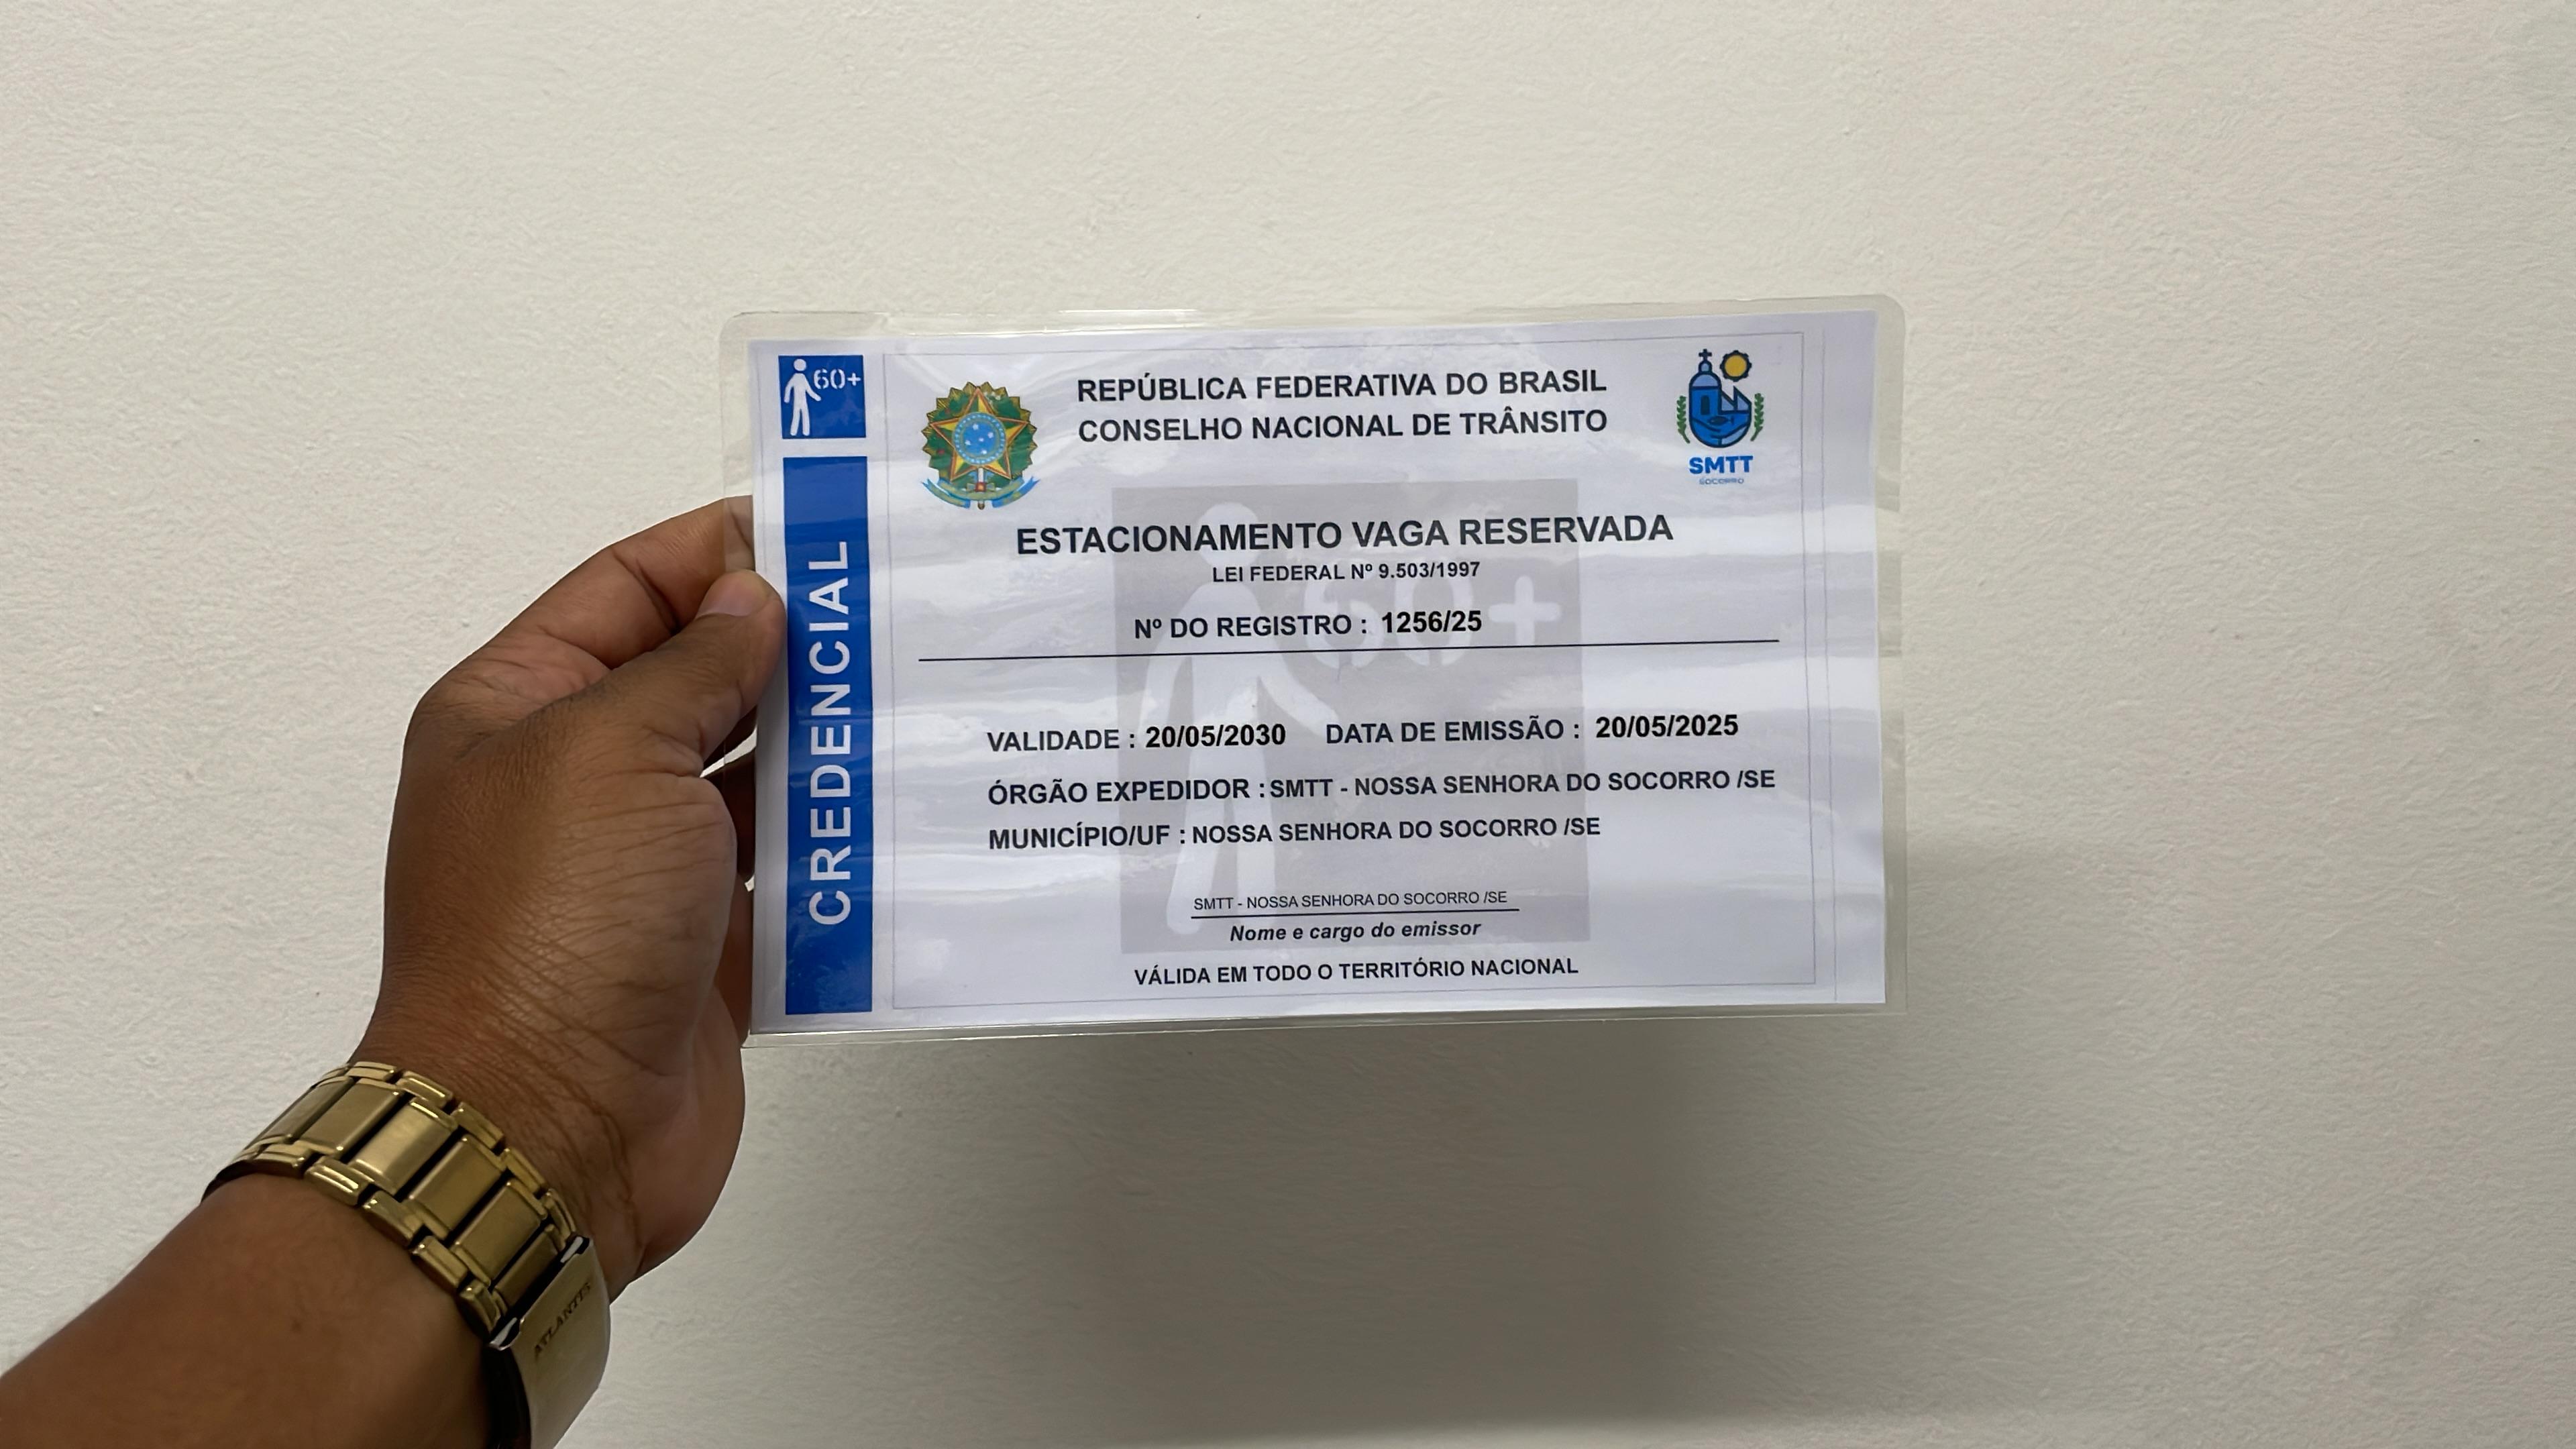 60+
REPÚBLICA FEDERATIVA DO BRASIL
CONSELHO NACIONAL DE TRÂNSITO
SMTT
SOCORRO
CREDENCIAL
ESTACIONAMENTO VAGA RESERVADA
LEI FEDERAL Nº 9.503/1997
60+
Nº DO REGISTRO : 1256/25
VALIDADE : 20/05/2030 DATA DE EMISSÃO : 20/05/2025
ÓRGÃO EXPEDIDOR : SMTT - NOSSA SENHORA DO SOCORRO /SE
MUNICÍPIO/UF : NOSSA SENHORA DO SOCORRO /SE
SMTT - NOSSA SENHORA DO SOCORRO /SE
Nome e cargo do emissor
VÁLIDA EM TODO O TERRITÓRIO NACIONAL
ATLANTIS